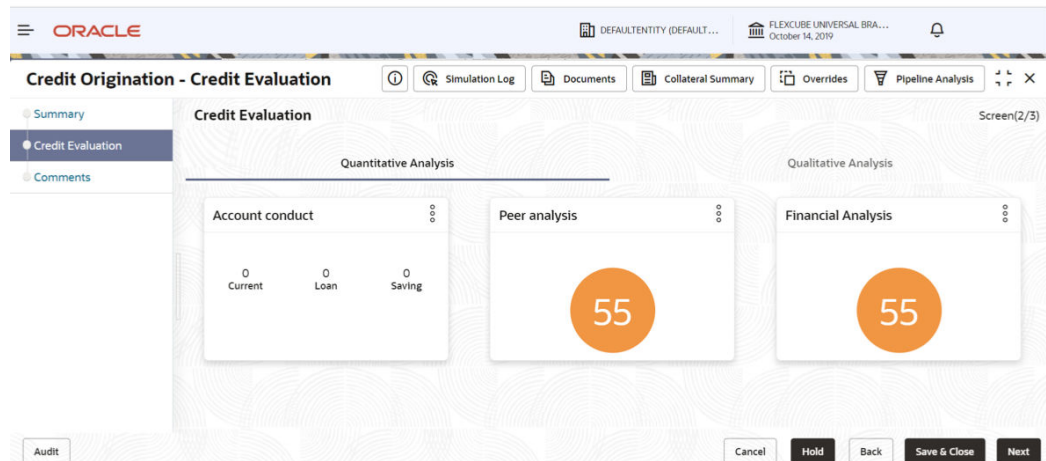 ORACLE
DEFAULTENTITY (DEFAULT...
FLEXCUBE UNIVERSAL BRA...
October 14, 2019
Credit Origination - Credit Evaluation
Simulation Log
Documents
Collateral Summary
Overrides
Pipeline Analysis
Summary
Credit Evaluation
Comments
Credit Evaluation
Screen(2/3)
Quantitative Analysis
Qualitative Analysis
Account conduct
0 0 0
Current Loan Saving
Peer analysis
55
Financial Analysis
55
Audit
Cancel
Hold
Back
Save & Close
Next